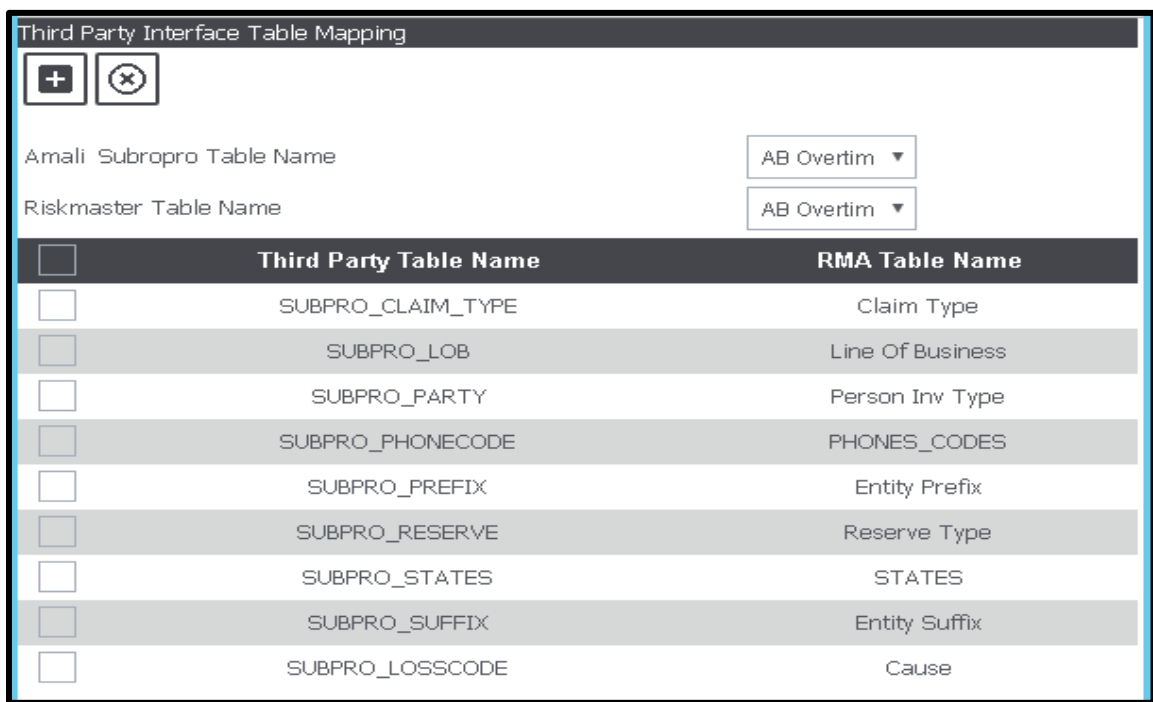 Third Party Interface Table Mapping
Amali Subropro Table Name AB Overtim
Riskmaster Table Name AB Overtim
Third Party Table Name RMA Table Name
SUBPRO_CLAIM_TYPE Claim Type
SUBPRO_LOB Line Of Business
SUBPRO_PARTY Person Inv Type
SUBPRO_PHONECODE PHONES_CODES
SUBPRO_PREFIX Entity Prefix
SUBPRO_RESERVE Reserve Type
SUBPRO_STATES STATES
SUBPRO_SUFFIX Entity Suffix
SUBPRO_LOSSCODE Cause